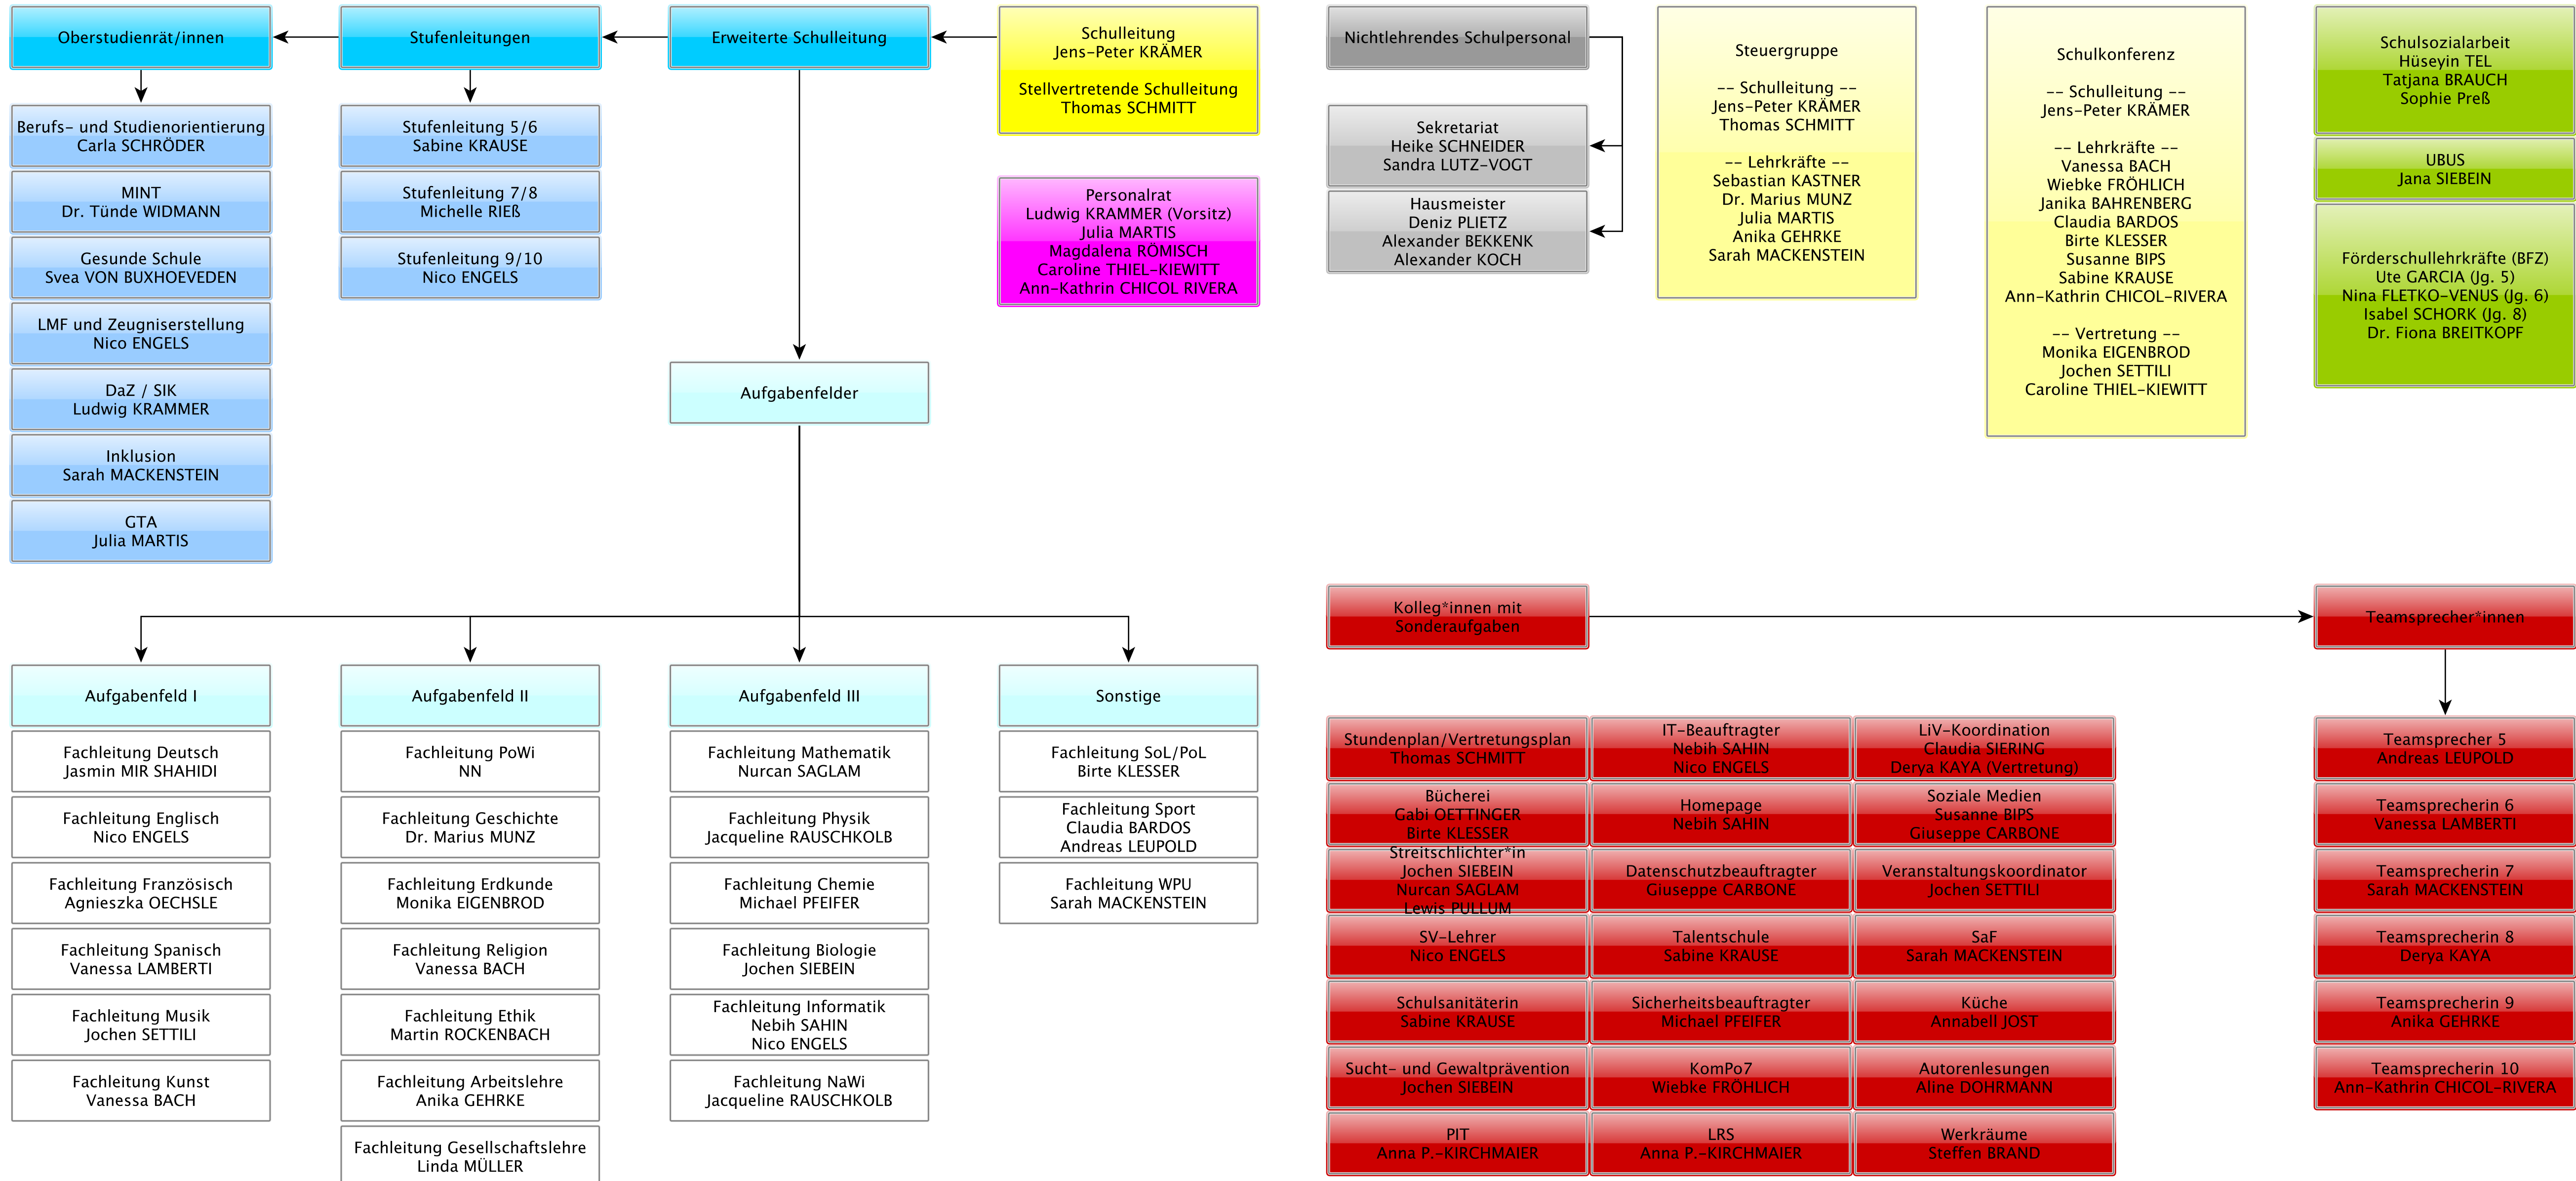 Oberstudienrät/innen
Stufenleitungen
Erweiterte Schulleitung
Schulleitung
Jens-Peter KRÄMER
Stellvertretende Schulleitung
Thomas SCHMITT
Berufs- und Studienorientierung
Carla SCHRÖDER
MINT
Dr. Tünde WIDMANN
Gesunde Schule
Svea VON BUXHOEVEDEN
LMF und Zeugniserstellung
Nico ENGELS
DaZ / SIK
Ludwig KRAMMER
Inklusion
Sarah MACKENSTEIN
GTA
Julia MARTIS
Stufenleitung 5/6
Sabine KRAUSE
Stufenleitung 7/8
Michelle RIEß
Stufenleitung 9/10
Nico ENGELS
Personalrat
Ludwig KRAMMER (Vorsitz)
Julia MARTIS
Magdalena RÖMISCH
Caroline THIEL-KIEWITT
Ann-Kathrin CHICOL RIVERA
Nichtlehrendes Schulpersonal
Sekretariat
Heike SCHNEIDER
Sandra LUTZ-VOGT
Hausmeister
Deniz PLIETZ
Alexander BEKKENK
Alexander KOCH
Steuergruppe
-- Schulleitung --
Jens-Peter KRÄMER
Thomas SCHMITT
-- Lehrkräfte --
Sebastian KASTNER
Dr. Marius MUNZ
Julia MARTIS
Anika GEHRKE
Sarah MACKENSTEIN
Schulkonferenz
-- Schulleitung --
Jens-Peter KRÄMER
-- Lehrkräfte --
Vanessa BACH
Wiebke FRÖHLICH
Janika BAHRENBERG
Claudia BARDOS
Birte KLESSER
Susanne BIPS
Sabine KRAUSE
Ann-Kathrin CHICOL-RIVERA
-- Vertretung --
Monika EIGENBROD
Jochen SETTILI
Caroline THIEL-KIEWITT
Schulsozialarbeit
Hüseyin TEL
Tatjana BRAUCH
Sophie Preß
UBUS
Jana SIEBEIN
Förderschullehrkräfte (BFZ)
Ute GARCIA (Jg. 5)
Nina FLETKO-VENUS (Jg. 6)
Isabel SCHORK (Jg. 8)
Dr. Fiona BREITKOPF
Aufgabenfelder
Aufgabenfeld I
Fachleitung Deutsch
Jasmin MIR SHAHIDI
Fachleitung Englisch
Nico ENGELS
Fachleitung Französisch
Agnieszka OECHSLE
Fachleitung Spanisch
Vanessa LAMBERTI
Fachleitung Musik
Jochen SETTILI
Fachleitung Kunst
Vanessa BACH
Aufgabenfeld II
Fachleitung PoWi
NN
Fachleitung Geschichte
Dr. Marius MUNZ
Fachleitung Erdkunde
Monika EIGENBROD
Fachleitung Religion
Vanessa BACH
Fachleitung Ethik
Martin ROCKENBACH
Fachleitung Arbeitslehre
Anika GEHRKE
Fachleitung Gesellschaftslehre
Linda MÜLLER
Aufgabenfeld III
Fachleitung Mathematik
Nurcan SAGLAM
Fachleitung Physik
Jacqueline RAUSCHKOLB
Fachleitung Chemie
Michael PFEIFER
Fachleitung Biologie
Jochen SIEBEIN
Fachleitung Informatik
Nebih SAHIN
Nico ENGELS
Fachleitung NaWi
Jacqueline RAUSCHKOLB
Sonstige
Fachleitung SoL/PoL
Birte KLESSER
Fachleitung Sport
Claudia BARDOS
Andreas LEUPOLD
Fachleitung WPU
Sarah MACKENSTEIN
Kolleg*innen mit
Sonderaufgaben
Stundenplan/Vertretungsplan
Thomas SCHMITT
IT-Beauftragter
Nebih SAHIN
Nico ENGELS
LiV-Koordination
Claudia SIERING
Derya KAYA (Vertretung)
Bücherei
Gabi OETTINGER
Birte KLESSER
Homepage
Nebih SAHIN
Soziale Medien
Susanne BIPS
Giuseppe CARBONE
Streitschlichter*in
Jochen SIEBEIN
Nurcan SAGLAM
Lewis PULLUM
Datenschutzbeauftragter
Giuseppe CARBONE
Veranstaltungskoordinator
Jochen SETTILI
SV-Lehrer
Nico ENGELS
Talentschule
Sabine KRAUSE
SaF
Sarah MACKENSTEIN
Schulsanitäterin
Sabine KRAUSE
Sicherheitsbeauftragter
Michael PFEIFER
Küche
Annabell JOST
Sucht- und Gewaltprävention
Jochen SIEBEIN
KomPo7
Wiebke FRÖHLICH
Autorenlesungen
Aline DOHRMANN
PIT
Anna P.-KIRCHMAIER
LRS
Anna P.-KIRCHMAIER
Werkräume
Steffen BRAND
Teamsprecher*innen
Teamsprecher 5
Andreas LEUPOLD
Teamsprecherin 6
Vanessa LAMBERTI
Teamsprecherin 7
Sarah MACKENSTEIN
Teamsprecherin 8
Derya KAYA
Teamsprecherin 9
Anika GEHRKE
Teamsprecherin 10
Ann-Kathrin CHICOL-RIVERA